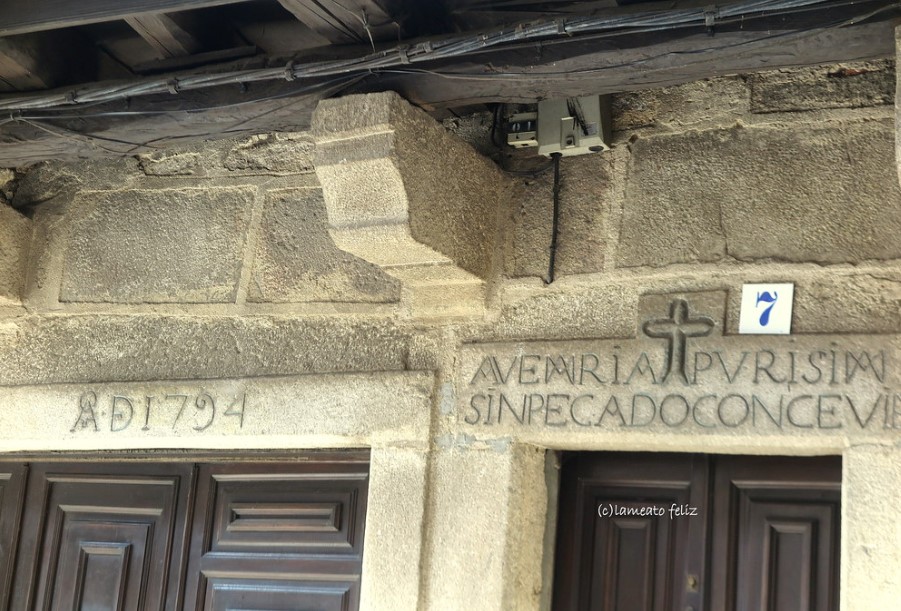 A·D 1794
7
AVEMRIA PVRISIM
SINPECADOCONCEVIE
(c)lameato feliz